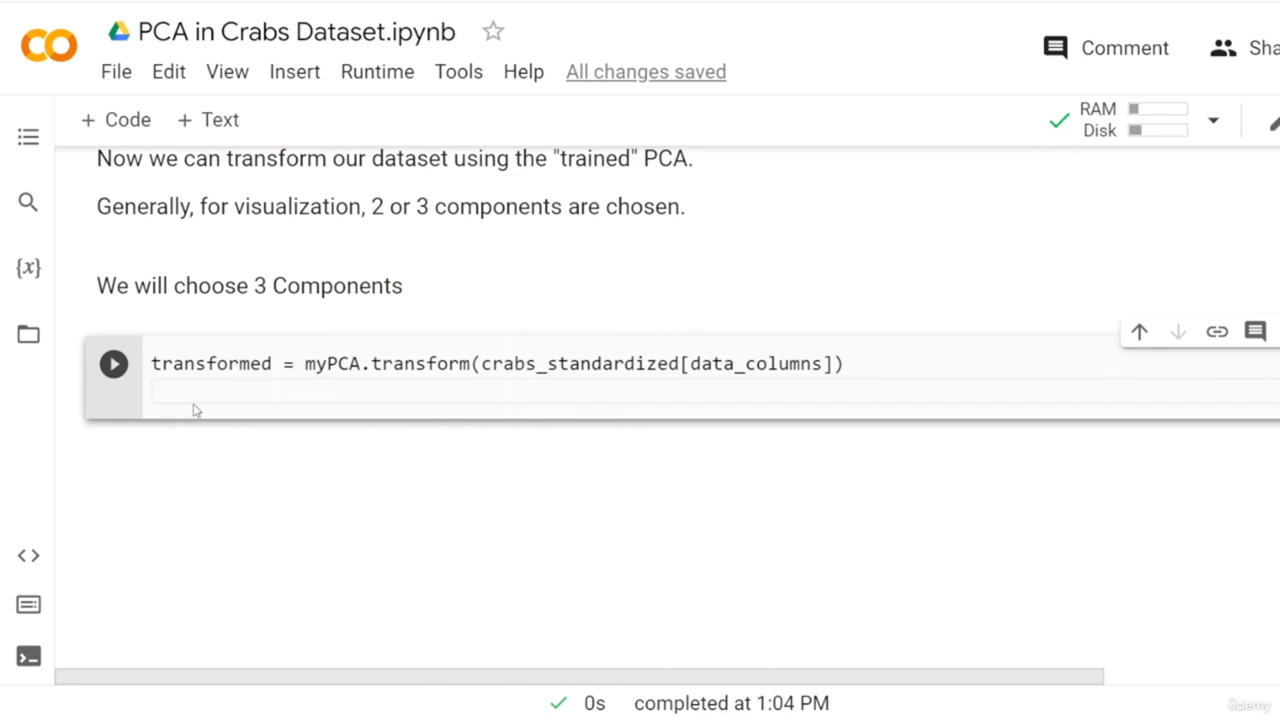 PCA in Crabs Dataset.ipynb
Comment
Sha
File Edit View Insert Runtime Tools Help All changes saved
+ Code + Text
RAM
Disk
Now we can transform our dataset using the "trained" PCA.
Generally, for visualization, 2 or 3 components are chosen.
We will choose 3 Components
{x}
transformed = myPCA.transform(crabs_standardized[data_columns])
0s completed at 1:04 PM
ûdemy